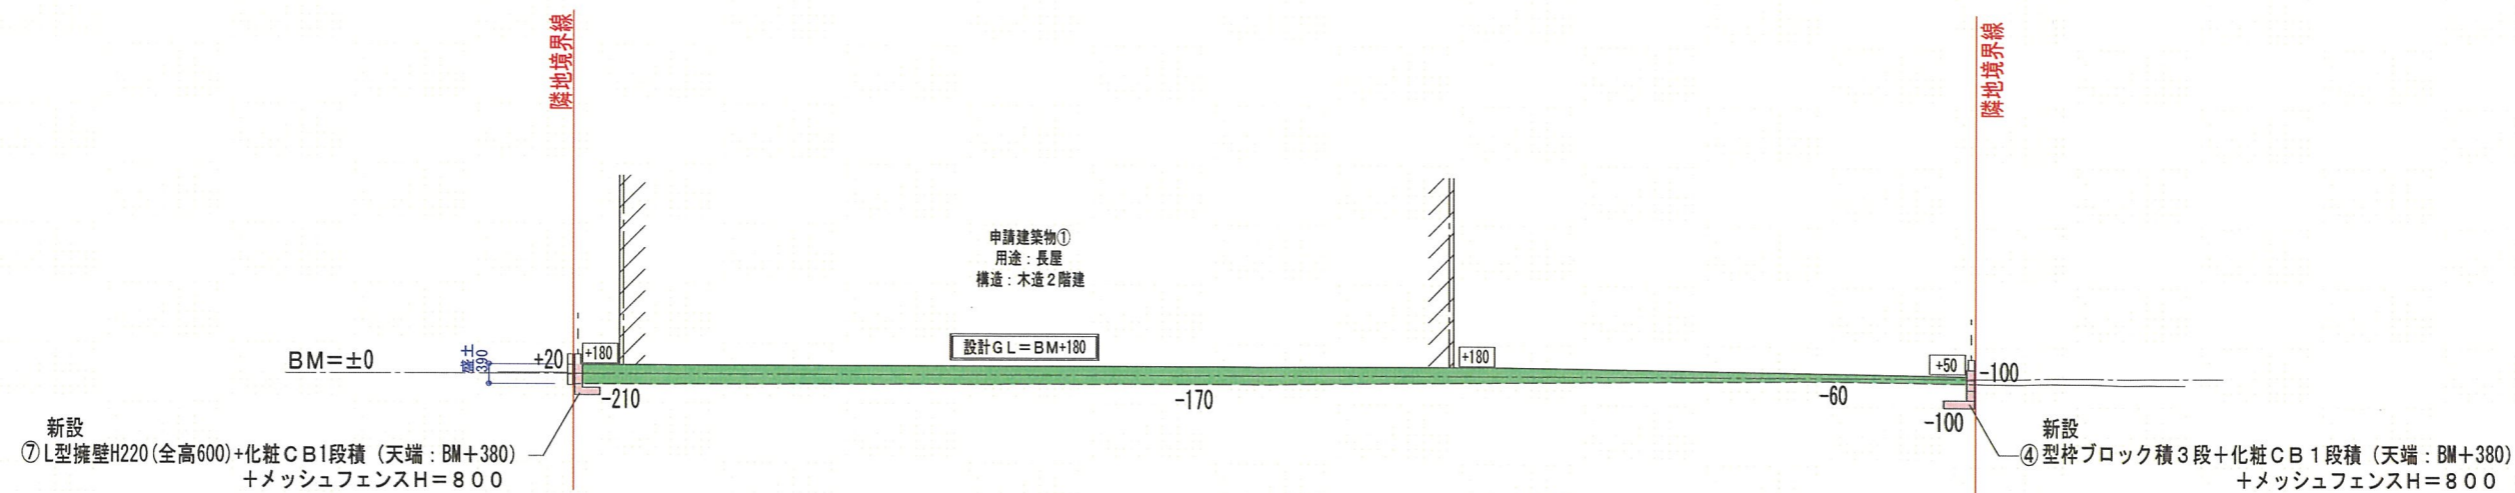 隣地境界線
隣地境界線
申請建築物①
用途：長屋
構造：木造２階建
設計ＧＬ＝BM+180
BM＝±0
盛土
390
+20
+180
+180
+50
-100
-210
-170
-60
-100
新設
⑦Ｌ型擁壁H220(全高600)+化粧ＣＢ1段積（天端：BM＋380）
＋メッシュフェンスＨ＝８００
新設
④型枠ブロック積３段＋化粧ＣＢ１段積（天端：BM＋380）
＋メッシュフェンスＨ＝８００